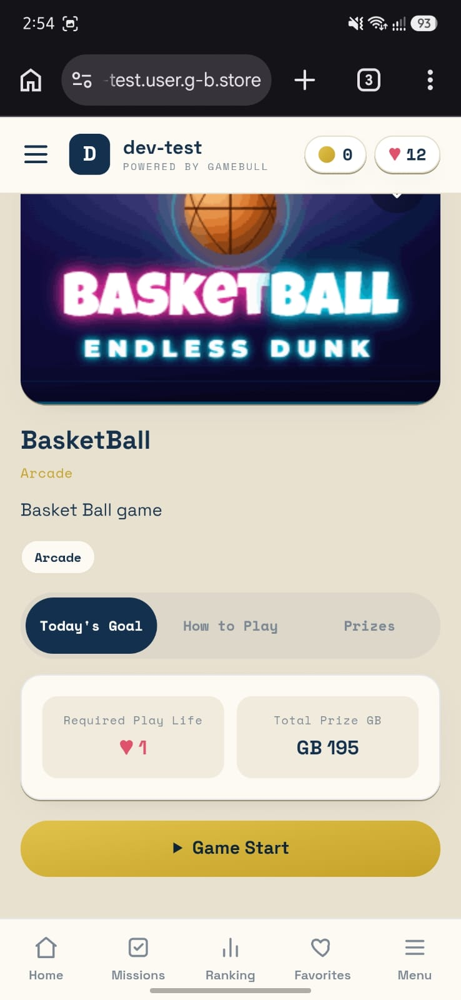 2:54
93
-test.user.g-b.store
3
D
dev-test
POWERED BY GAMEBULL
0
12
BASKETBALL
ENDLESS DUNK
BasketBall
Arcade
Basket Ball game
Arcade
Today's Goal
How to Play
Prizes
Required Play Life
1
Total Prize GB
GB 195
Game Start
Home
Missions
Ranking
Favorites
Menu